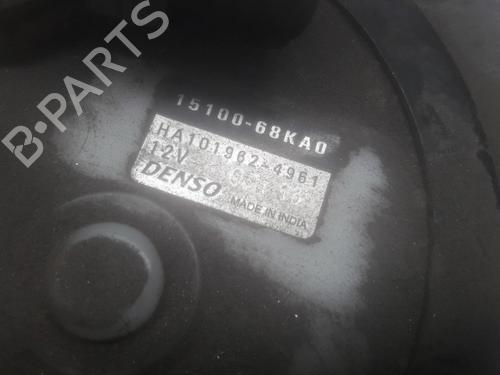 B-PARTS
15100-68KA0
HA101962-4961
12V
DENSO
MADE IN INDIA